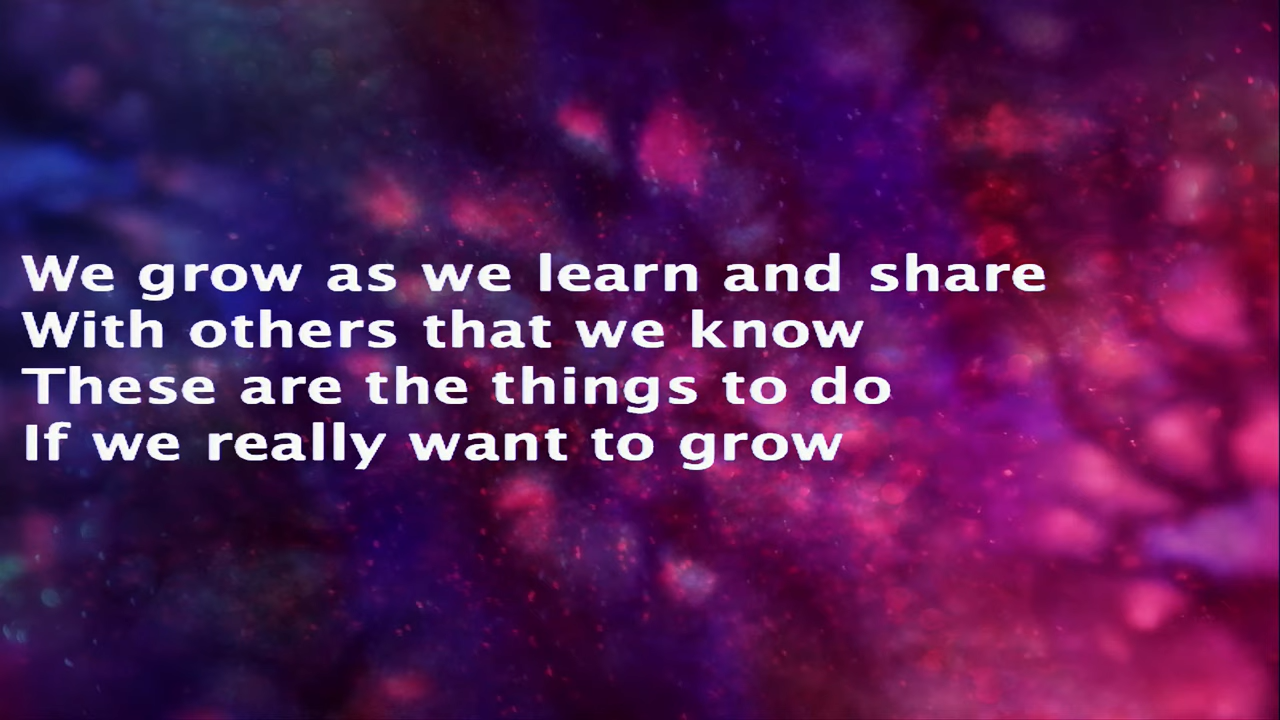 We grow as we learn and share
With others that we know
These are the things to do
If we really want to grow